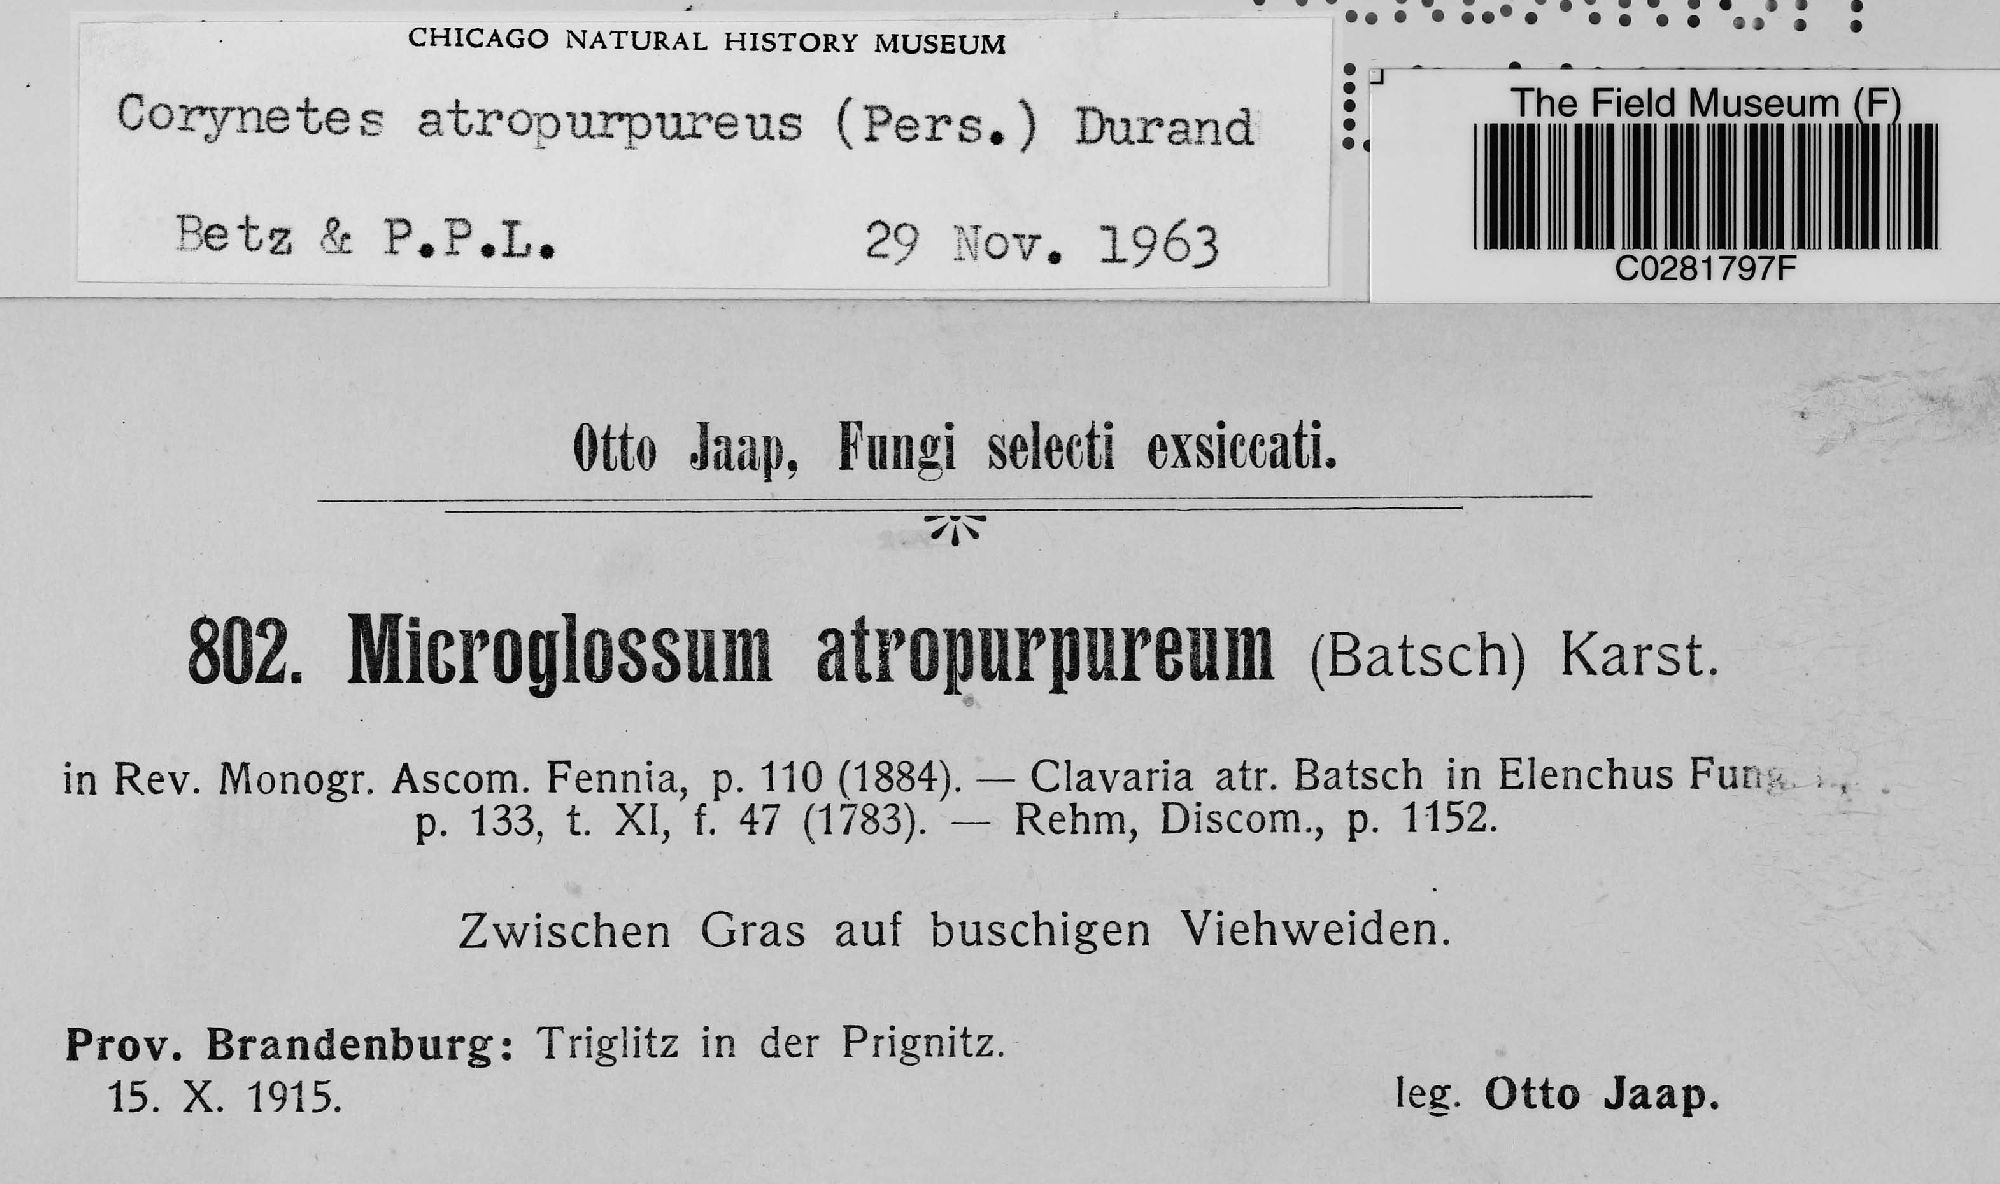 CHICAGO NATURAL HISTORY MUSEUM
Corynetes atropurpureus (Pers.) Durand
Betz & P.P.L. 29 Nov. 1963
The Field Museum (F)
C0281797F
Otto Jaap, Fungi selecti exsiccati.
802. Microglossum atropurpureum (Batsch) Karst.
in Rev. Monogr. Ascom. Fennia, p. 110 (1884). — Clavaria atr. Batsch in Elenchus Fung.
p. 133, t. XI, f. 47 (1783). — Rehm, Discom., p. 1152.
Zwischen Gras auf buschigen Viehweiden.
Prov. Brandenburg: Triglitz in der Prignitz.
15. X. 1915.
leg. Otto Jaap.